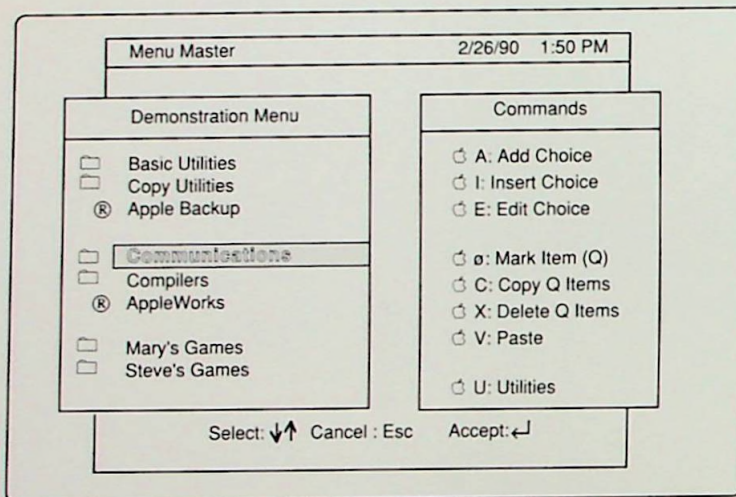 Menu Master 2/26/90 1:50 PM
Demonstration Menu
Basic Utilities
Copy Utilities
® Apple Backup
Communications
Compilers
® AppleWorks
Mary's Games
Steve's Games
Commands
A: Add Choice
I: Insert Choice
E: Edit Choice
ø: Mark Item (Q)
C: Copy Q Items
X: Delete Q Items
V: Paste
U: Utilities
Select: ↓↑ Cancel : Esc Accept: ↵